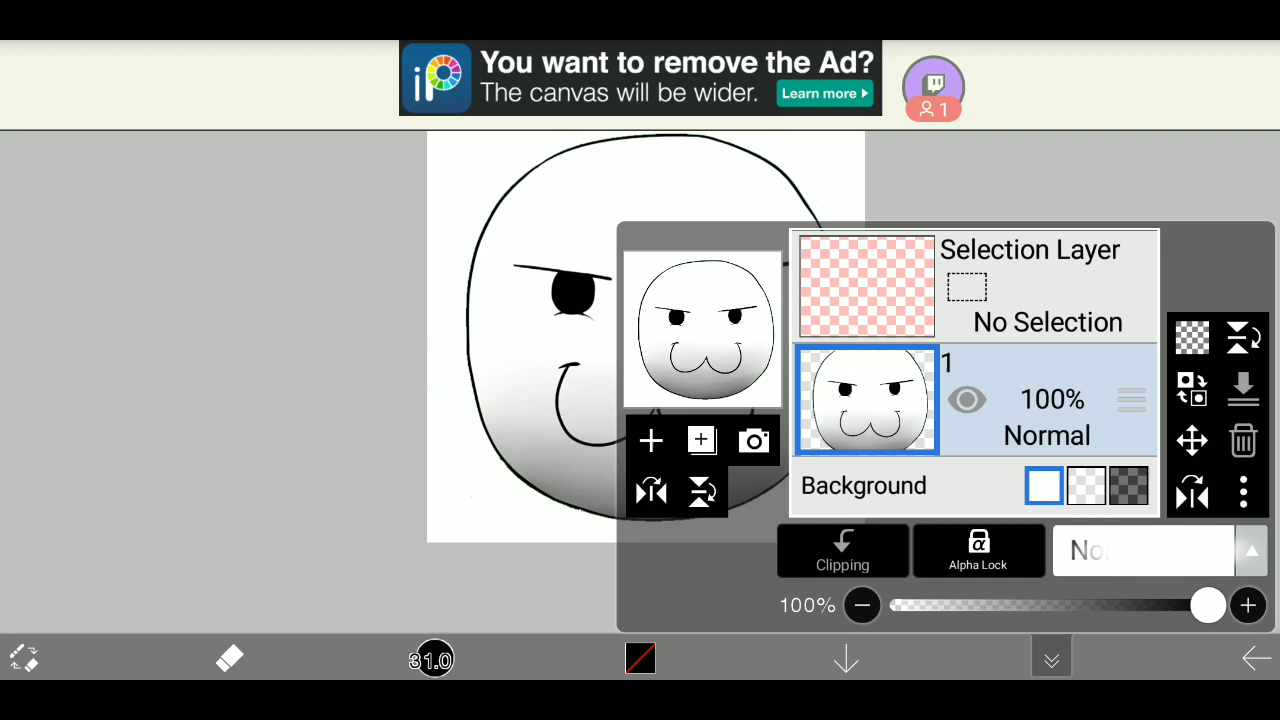 iP
You want to remove the Ad?
The canvas will be wider.
Learn more
1
Selection Layer
No Selection
1
100%
Normal
Background
Clipping
α
Alpha Lock
100%
31.0